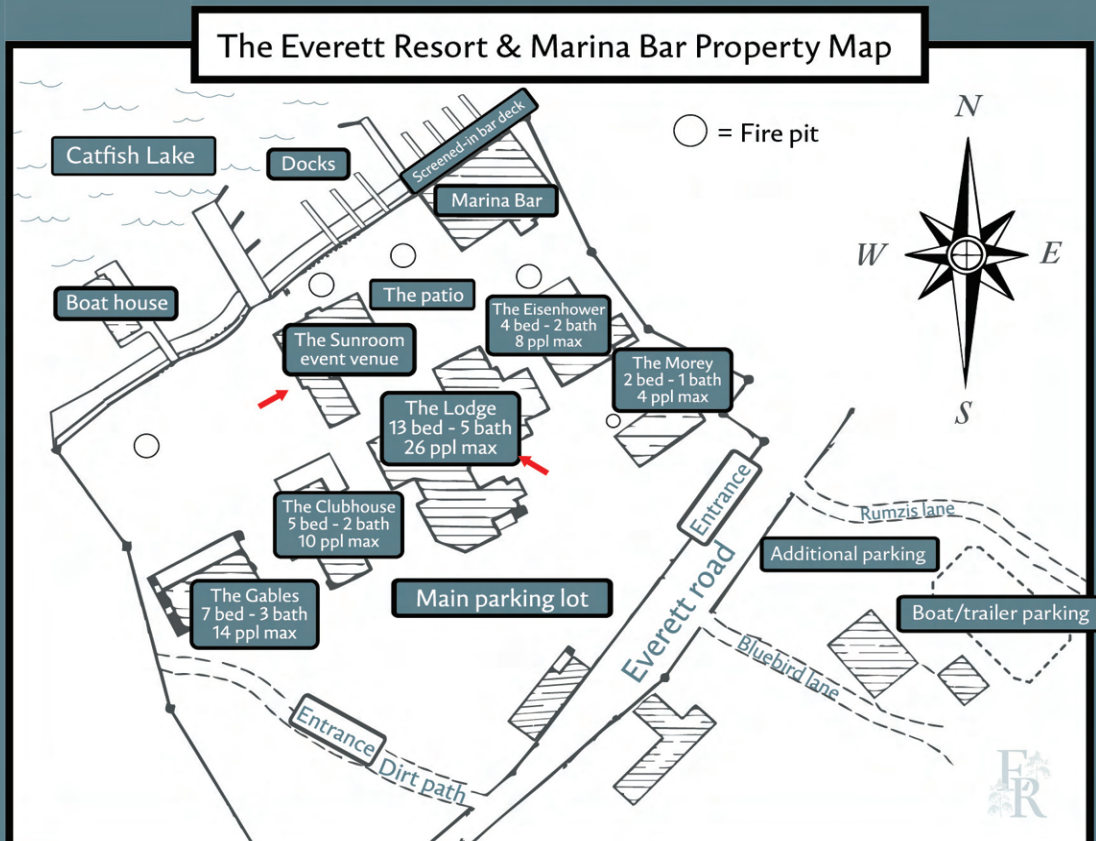 The Everett Resort & Marina Bar Property Map
N
= Fire pit
Screened-in bar deck
Catfish Lake
Docks
Marina Bar
W
E
Boat house
The patio
The Eisenhower
4 bed - 2 bath
8 ppl max
The Sunroom
event venue
The Morey
2 bed - 1 bath
4 ppl max
S
The Lodge
13 bed - 5 bath
26 ppl max
Entrance
The Clubhouse
5 bed - 2 bath
10 ppl max
Rumzis lane
Additional parking
The Gables
7 bed - 3 bath
14 ppl max
Main parking lot
Everett road
Boat/trailer parking
Bluebird lane
Entrance
Dirt path
ER